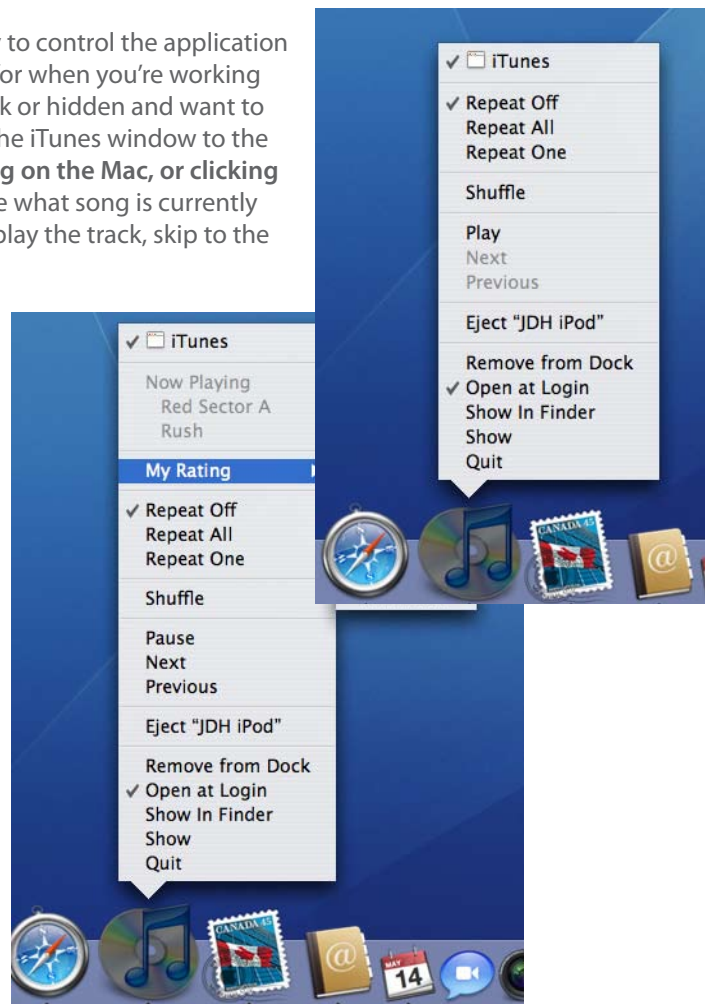 to control the application
or when you're working
k or hidden and want to
he iTunes window to the
g on the Mac, or clicking
e what song is currently
play the track, skip to the
✓ iTunes
✓ Repeat Off
Repeat All
Repeat One
Shuffle
Play
Next
Previous
Eject “JDH iPod”
Remove from Dock
✓ Open at Login
Show In Finder
Show
Quit
CANADA 45
@
✓ iTunes
Now Playing
Red Sector A
Rush
My Rating
✓ Repeat Off
Repeat All
Repeat One
Shuffle
Pause
Next
Previous
Eject “JDH iPod”
Remove from Dock
✓ Open at Login
Show In Finder
Show
Quit
CANADA 45
@
MAY
14